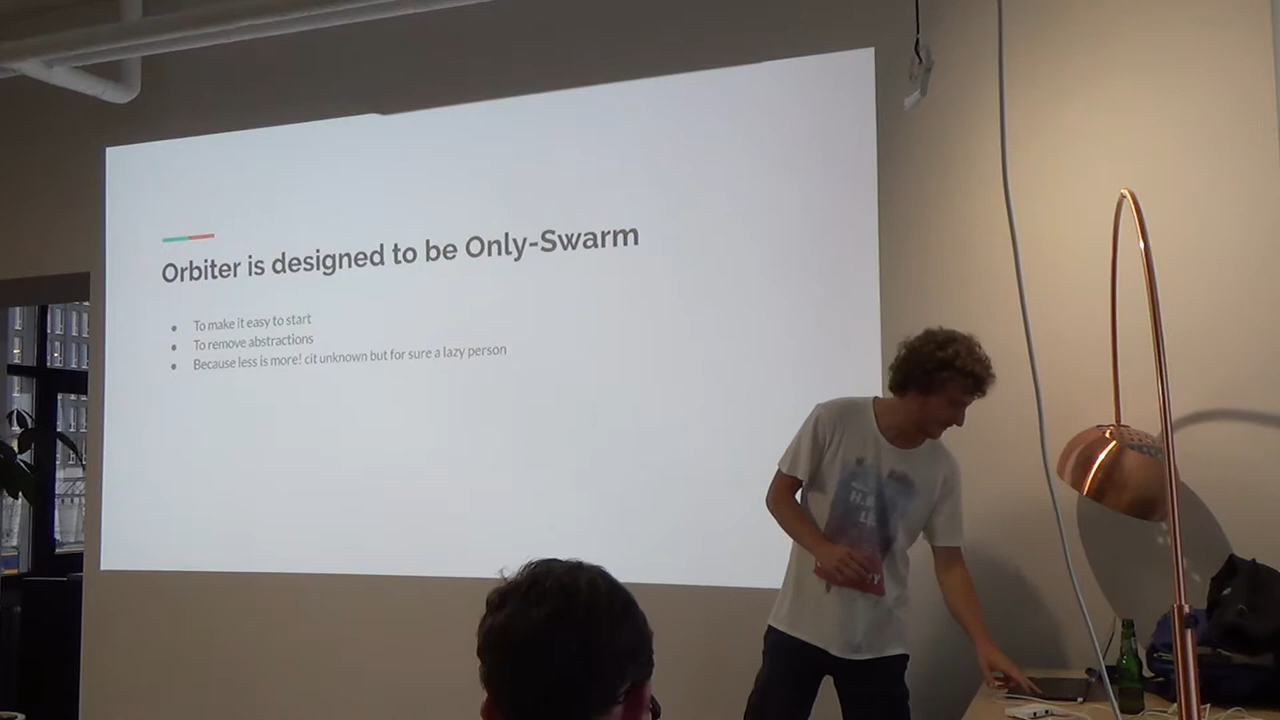 Orbiter is designed to be Only-Swarm
● To make it easy to start
● To remove abstractions
● Because less is more! cit unknown but for sure a lazy person